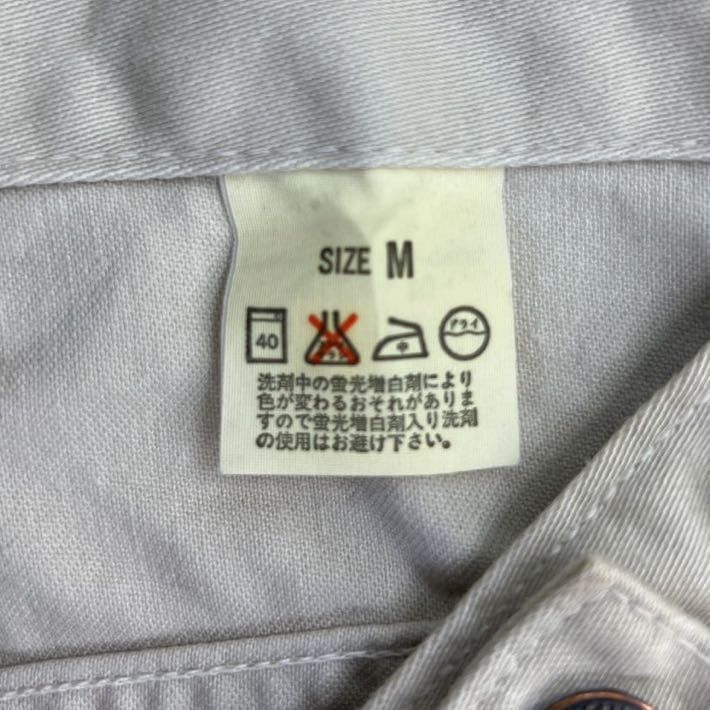 SIZE M
40 中 ドライ
洗剤中の蛍光増白剤により
色が変わるおそれがありま
すので蛍光増白剤入り洗剤
の使用はお避け下さい。